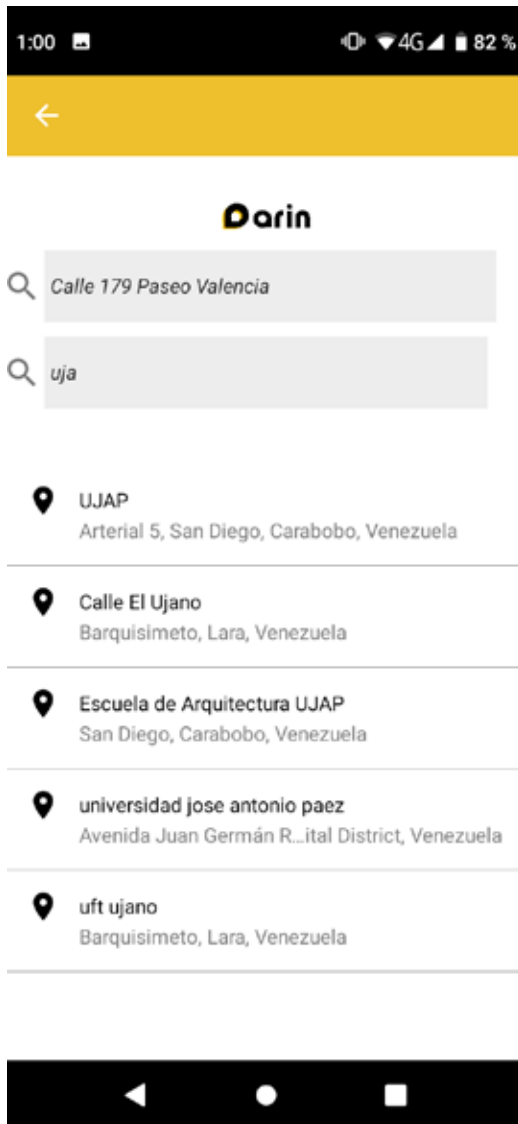 1:00 4G 82 %
Darin
Calle 179 Paseo Valencia
uja
UJAP
Arterial 5, San Diego, Carabobo, Venezuela
Calle El Ujano
Barquisimeto, Lara, Venezuela
Escuela de Arquitectura UJAP
San Diego, Carabobo, Venezuela
universidad jose antonio paez
Avenida Juan Germán R...ital District, Venezuela
uft ujano
Barquisimeto, Lara, Venezuela